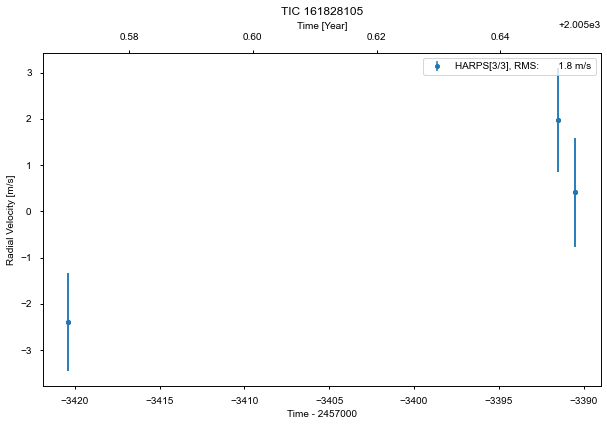 TIC 161828105
Time [Year]
+2.005e3
0.58 0.60 0.62 0.64
HARPS[3/3], RMS: 1.8 m/s
3
2
1
0
−1
−2
−3
Radial Velocity [m/s]
−3420 −3415 −3410 −3405 −3400 −3395 −3390
Time - 2457000